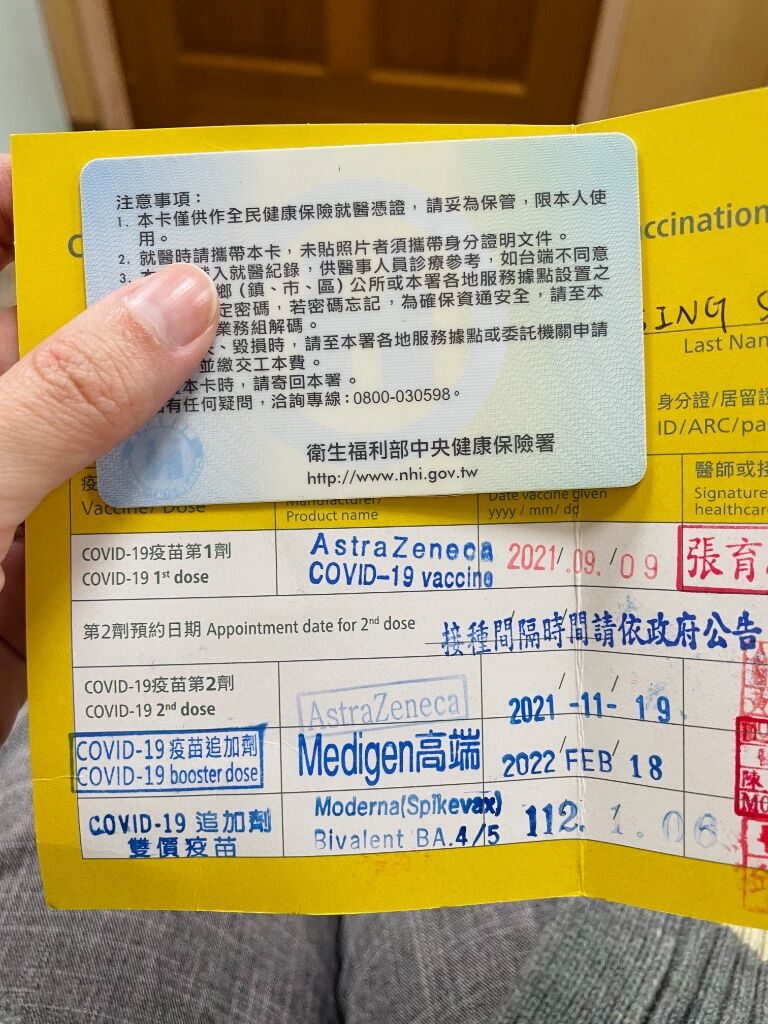 注意事項：
1. 本卡僅供作全民健康保險就醫憑證，請妥為保管，限本人使
用。
2. 就醫時請攜帶本卡，未貼照片者須攜帶身分證明文件。
3. 入就醫紀錄，供醫事人員診療參考，如台端不同意
鄉(鎮、市、區)公所或本署各地服務據點設置之
定密碼，若密碼忘記，為確保資通安全，請至本
業務組解碼。
、毀損時，請至本署各地服務據點或委託機關申請
並繳交工本費。
本卡時，請寄回本署。
有任何疑問，洽詢專線：0800-030598。
衛生福利部中央健康保險署
http://www.nhi.gov.tw
ccination
SING S
Last Nam
身分證/居留證
ID/ARC/pa
疫
Vaccine/ Dose
Manufacturer/
Product name
Date vaccine given
yyyy / mm/ dd
醫師或接
Signature
healthcar
COVID-19疫苗第1劑
COVID-19 1st dose
AstraZeneca
COVID-19 vaccine
2021/.09./09
張育
第2劑預約日期 Appointment date for 2nd dose
接種間隔時間請依政府公告
COVID-19疫苗第2劑
COVID-19 2nd dose
AstraZeneca
2021-11-19
COVID-19 疫苗追加劑
COVID-19 booster dose
Medigen高端
2022 FEB 18
陳
MO
COVID-19 追加劑
雙價疫苗
Moderna(Spikevax)
Bivalent BA.4/5
112. 1. 06